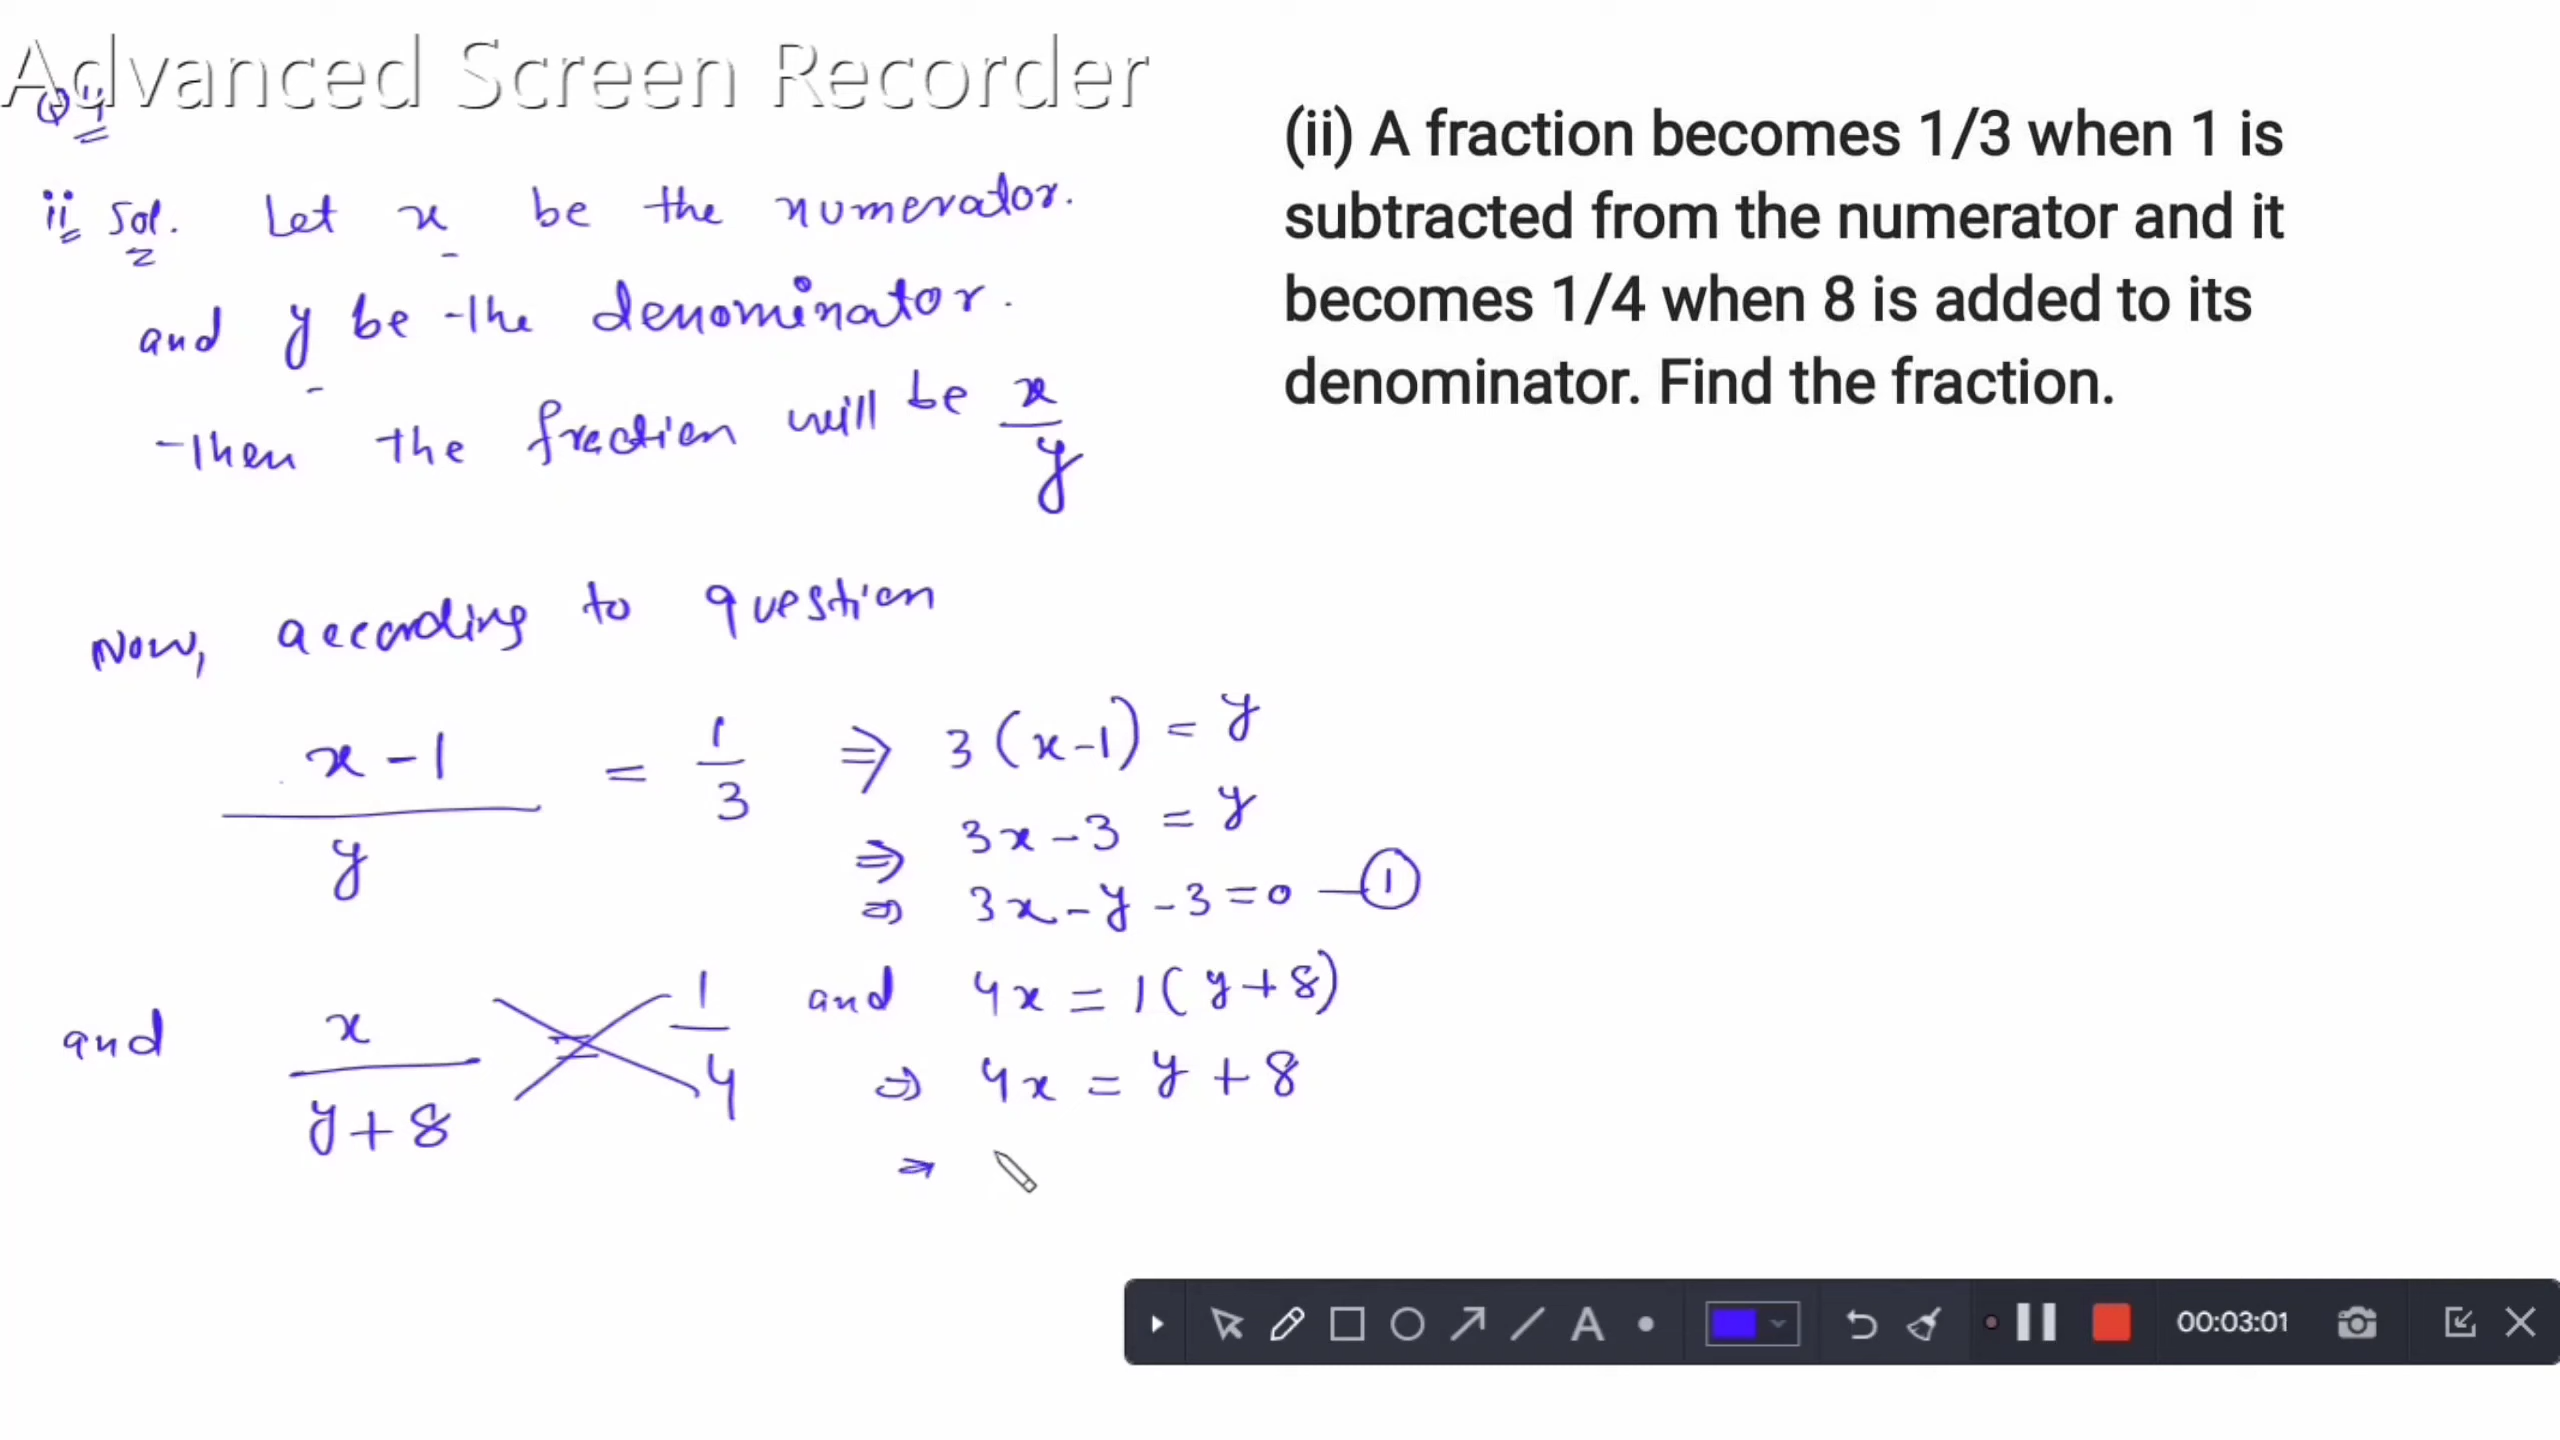 Advanced Screen Recorder
Q4
ii Sol. Let x be the numerator.
and y be the denominator.
then the fraction will be x/y
(ii) A fraction becomes 1/3 when 1 is
subtracted from the numerator and it
becomes 1/4 when 8 is added to its
denominator. Find the fraction.
Now, according to question
(x-1)/y = 1/3 ⇒ 3(x-1) = y
⇒ 3x-3 = y
⇒ 3x-y-3=0 —①
and x/(y+8) = 1/4 and 4x = 1(y+8)
⇒ 4x = y+8
⇒
00:03:01